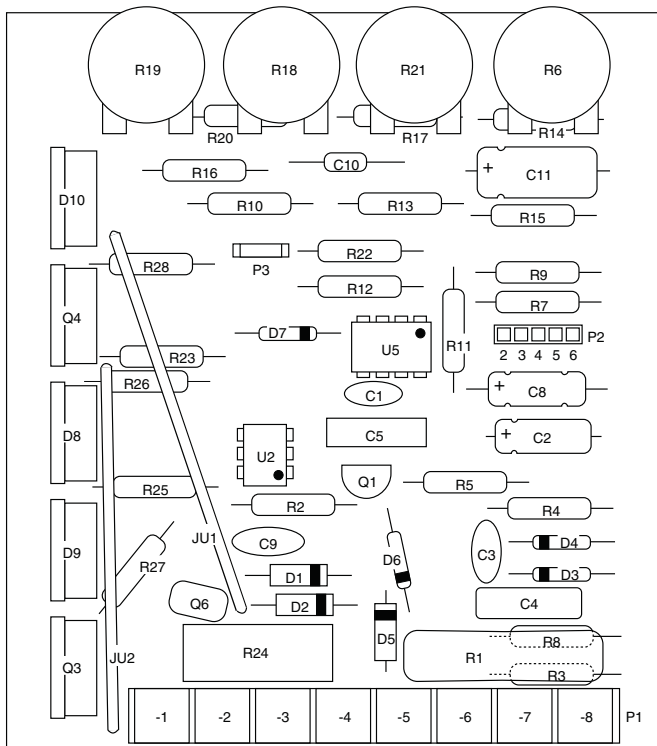 R19 R18 R21 R6
R20 R17 R14
R16 C10 C11
D10
R10 R13 R15
R28 P3 R22 R9
R12 R7
Q4 D7 U5 R11 P2
R23 2 3 4 5 6
R26 C1 C8
D8 U2 C5 C2
R25 Q1 R5
R2 R4
JU1 C9 D6 C3 D4
D9 R27 D1 D3
Q6 D2 C4
Q3 JU2 R24 D5 R1 R8
R3
-1 -2 -3 -4 -5 -6 -7 -8 P1